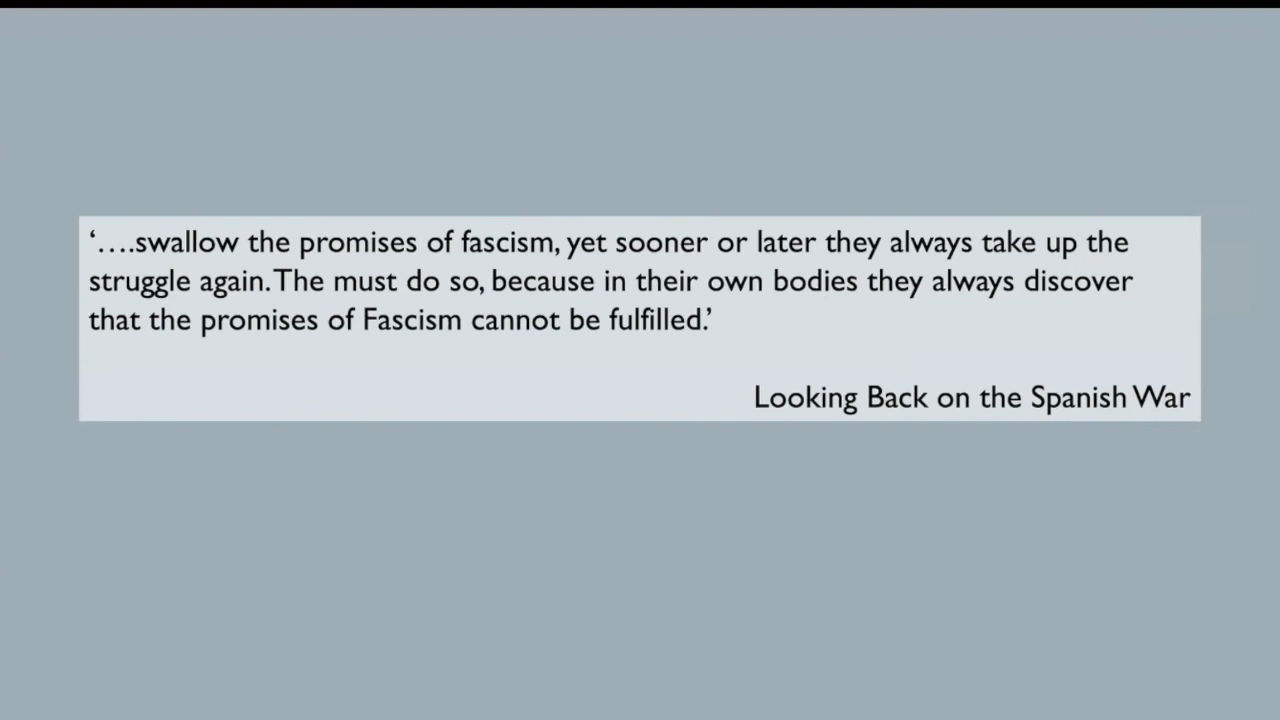 ‘….swallow the promises of fascism, yet sooner or later they always take up the
struggle again. The must do so, because in their own bodies they always discover
that the promises of Fascism cannot be fulfilled.’
Looking Back on the Spanish War